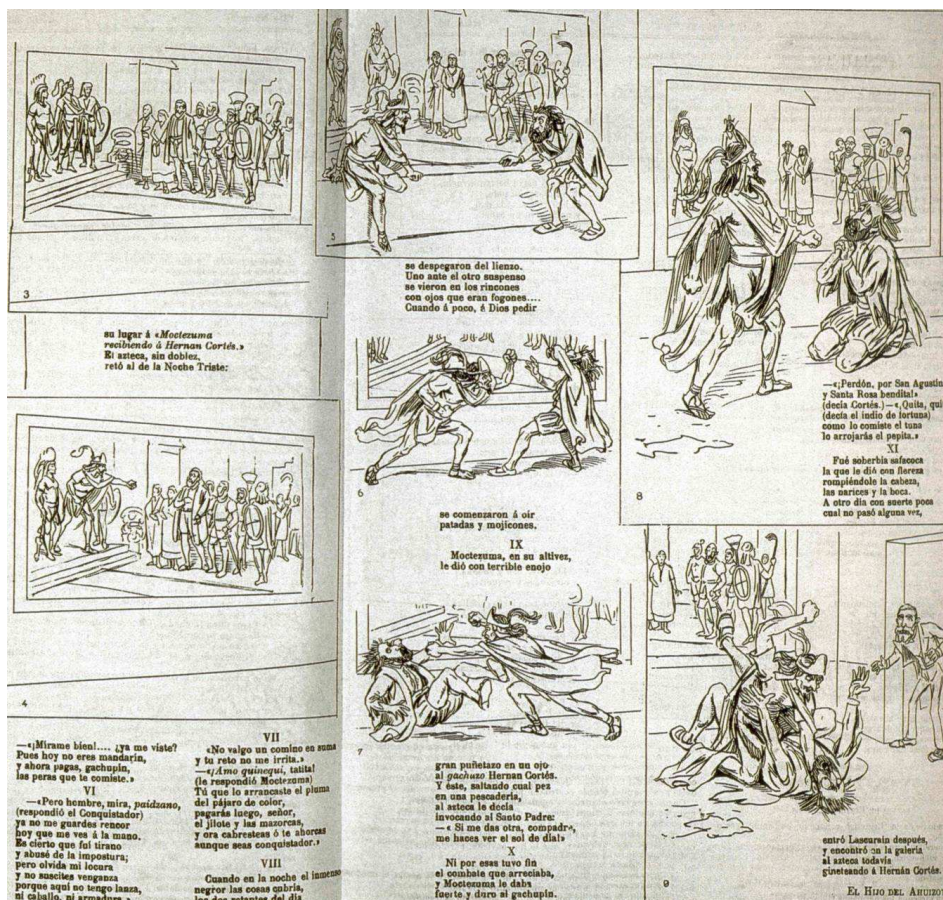 3
su lugar á «Moctezuma
recibiendo á Hernan Cortés.»
El azteca, sin doblez,
retó al de la Noche Triste:
4
—«¡Mírame bien!.... ¿ya me viste?
Pues hoy no eres mandarín,
y ahora pagas, gachupín,
las peras que te comiste.»
VI
—«Pero hombre, mira, paidzano,
(respondió el Conquistador)
ya no me guardes rencor
hoy que me ves á la mano.
Es cierto que fuí tirano
y abusé de la impostura;
pero olvida mi locura
y no suscites venganza
porque aquí no tengo lanza,
ni caballo, ni armadura.»
VII
«No valgo un comino en suma
y tu reto no me irrita.»
—«¡Amo quinequi, tatita!
(le respondió Moctezuma)
Tú que lo arrancaste el pluma
del pájaro de color,
pagarás luego, señor,
el jilote y las mazorcas,
y ora cabresteas ó te ahorcas
aunque seas conquistador.»
VIII
Cuando en la noche el inmenso
negror las cosas cubría,
los dos retantes del día
5
se despegaron del lienzo.
Uno ante el otro suspenso
se vieron en los rincones
con ojos que eran fogones....
Cuando á poco, á Dios pedir
6
se comenzaron á oir
patadas y mojicones.
IX
Moctezuma, en su altivez,
le dió con terrible enojo
7
gran puñetazo en un ojo
al gachuzo Hernan Cortés.
Y éste, saltando cual pez
en una pescadería,
al azteca le decía
invocando al Santo Padre:
—« Si me das otra, compadre,
me haces ver el sol de día!»
X
Ni por esas tuvo fin
el combate que arreciaba,
y Moctezuma le daba
fuerte y duro al gachupín.
8
—«¡Perdón, por San Agustín
y Santa Rosa bendita!»
(decía Cortés.)—«¡Quita,
(decía el indio de fortuna)
como lo comiste el tuna
lo arrojarás el pepita.»
XI
Fué soberbia safacoca
la que le dió con fiereza
rompiéndole la cabeza,
las narices y la boca.
A otro día con suerte poca
cual no pasó alguna vez,
9
entró Lascurain después,
y encontró en la galería
al azteca todavía
gineteando á Hernán Cortés.
EL HIJO DEL